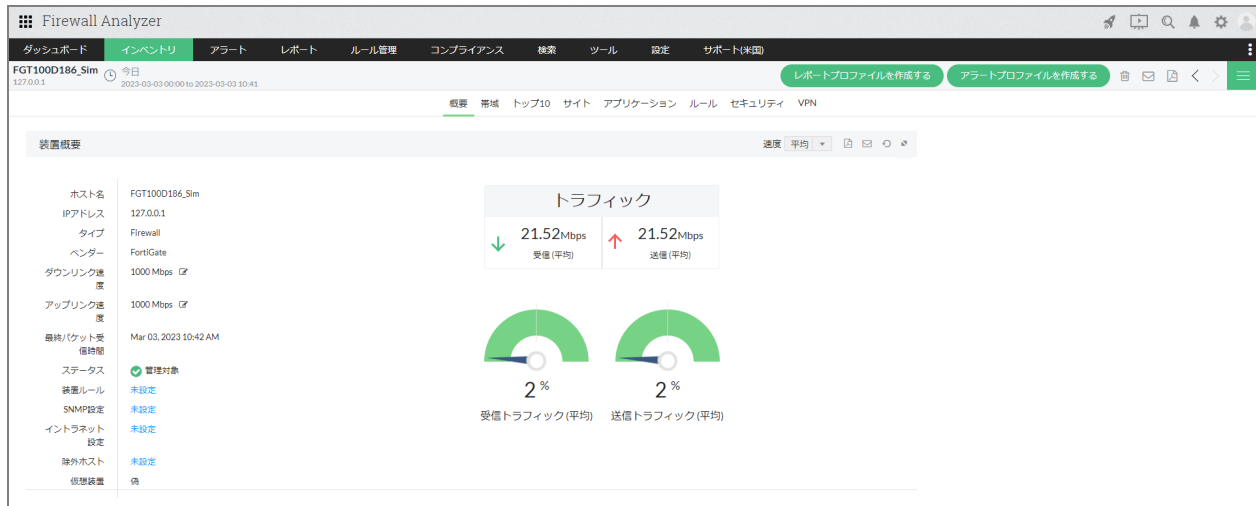 Firewall Analyzer
ダッシュボード インベントリ アラート レポート ルール管理 コンプライアンス 検索 ツール 設定 サポート(米国)
FGT100D186_Sim
127.0.0.1
今日
2023-03-03 00:00 to 2023-03-03 10:41
レポートプロファイルを作成する アラートプロファイルを作成する
概要 帯域 トップ10 サイト アプリケーション ルール セキュリティ VPN
装置概要
速度 平均
ホスト名 FGT100D186_Sim
IPアドレス 127.0.0.1
タイプ Firewall
ベンダー FortiGate
ダウンリンク速
度
1000 Mbps
アップリンク速
度
1000 Mbps
最終パケット受
信時間
Mar 03, 2023 10:42 AM
ステータス 管理対象
装置ルール 未設定
SNMP設定 未設定
イントラネット
設定
未設定
除外ホスト 未設定
仮想装置 偽
トラフィック
21.52Mbps
受信 (平均)
21.52Mbps
送信 (平均)
2 %
受信トラフィック (平均)
2 %
送信トラフィック (平均)